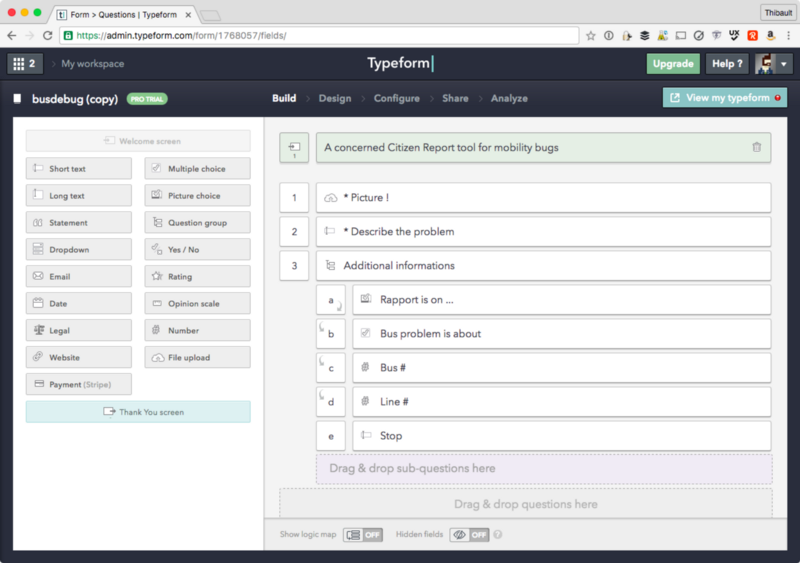 Form > Questions | Typeform
Thibault
https://admin.typeform.com/form/1768057/fields/
2
My workspace
Typeform
Upgrade
Help ?
busdebug (copy)
PRO TRIAL
Build
Design
Configure
Share
Analyze
View my typeform
Welcome screen
Short text
Multiple choice
Long text
Picture choice
Statement
Question group
Dropdown
Yes / No
Email
Rating
Date
Opinion scale
Legal
Number
Website
File upload
Payment (Stripe)
Thank You screen
1
A concerned Citizen Report tool for mobility bugs
1
* Picture !
2
* Describe the problem
3
Additional informations
a
Rapport is on ...
b
Bus problem is about
c
Bus #
d
Line #
e
Stop
Drag & drop sub-questions here
Drag & drop questions here
Show logic map
OFF
Hidden fields
OFF
?